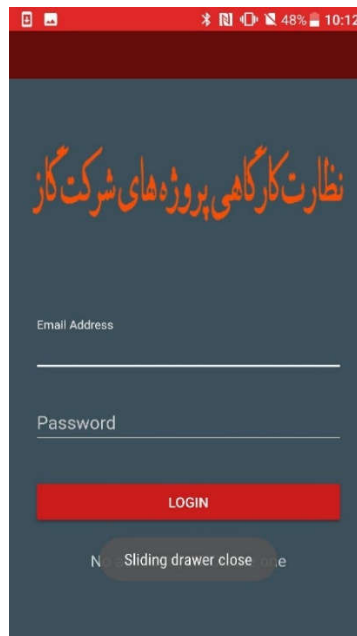 48% 10:12
نظارت کارگاهی پروژه های شرکت گاز
Email Address
Password
LOGIN
Sliding drawer close